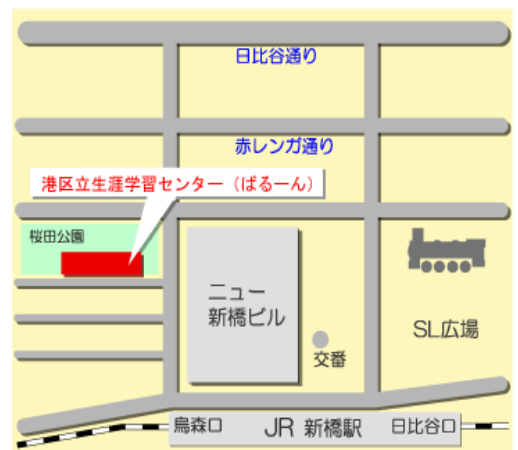 日比谷通り
赤レンガ通り
港区立生涯学習センター（ばるーん）
桜田公園
ニュー
新橋ビル
SL広場
交番
烏森口 JR 新橋駅 日比谷口